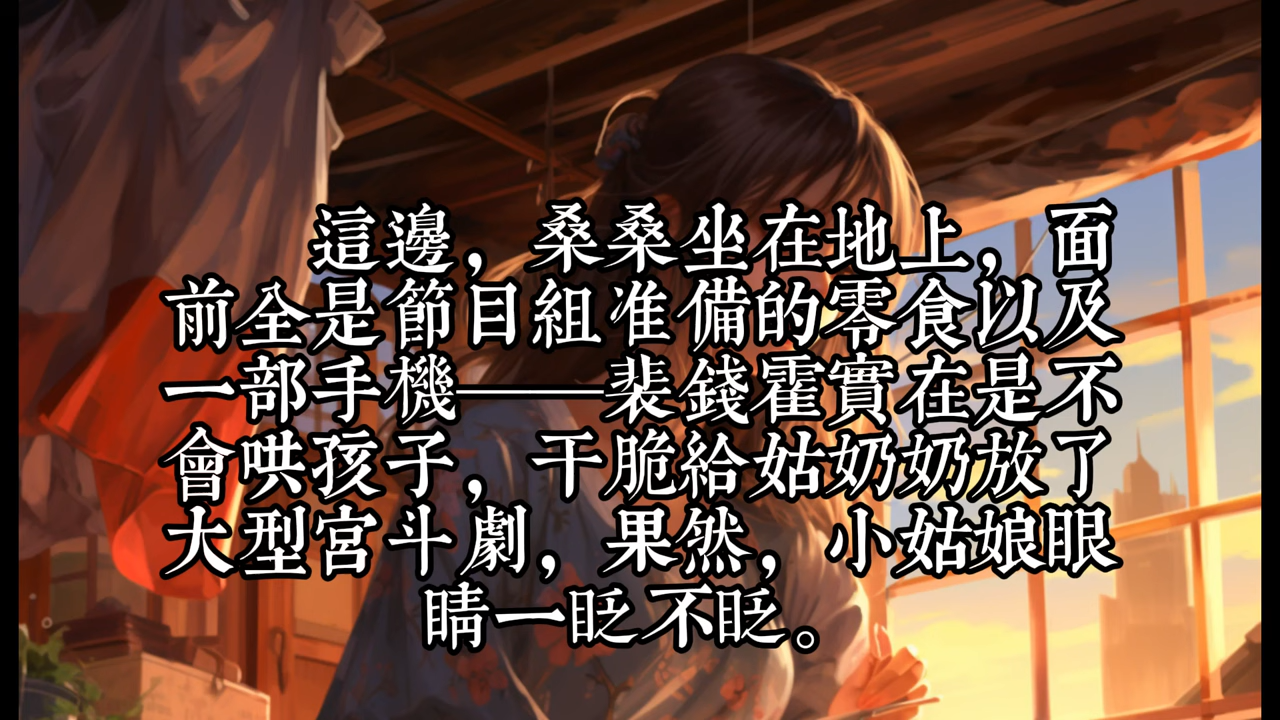 這邊，桑桑坐在地上，面
前全是節目組准備的零食以及
一部手機——裴錢霍實在是不
會哄孩子，干脆給姑奶奶放了
大型宮斗劇，果然，小姑娘眼
睛一眨不眨。